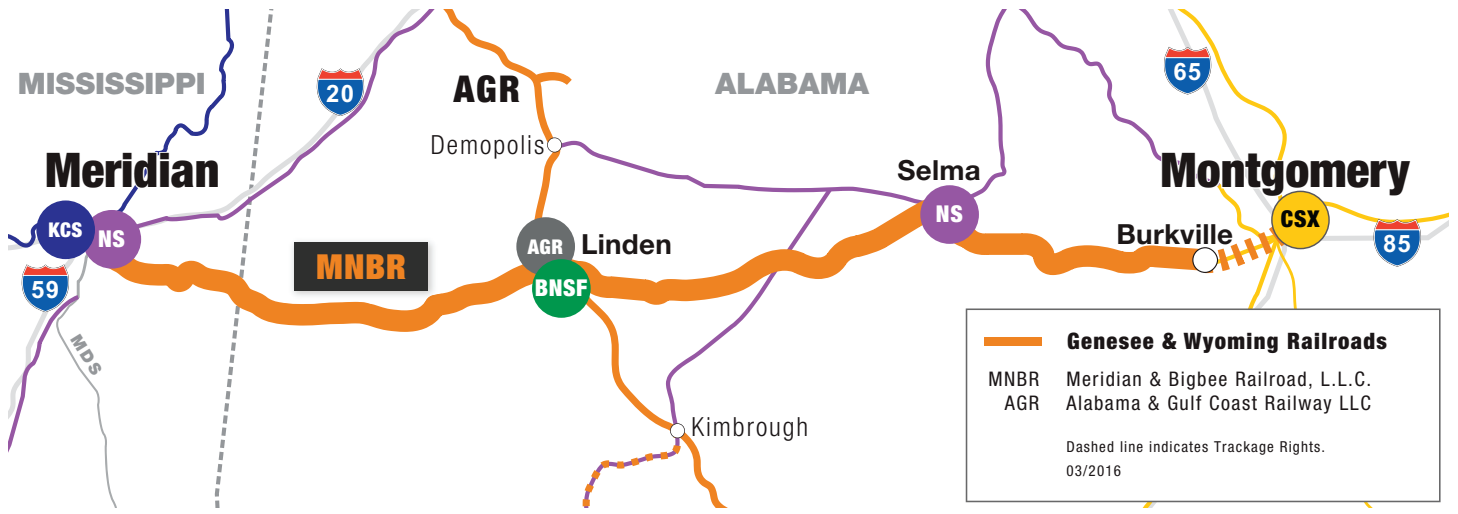 MISSISSIPPI
20
AGR
ALABAMA
65
Demopolis
Meridian
Selma
Montgomery
KCS
NS
NS
CSX
AGR
Linden
Burkville
85
MNBR
59
BNSF
MDS
Kimbrough
Genesee & Wyoming Railroads
MNBR Meridian & Bigbee Railroad, L.L.C.
AGR Alabama & Gulf Coast Railway LLC
Dashed line indicates Trackage Rights.
03/2016